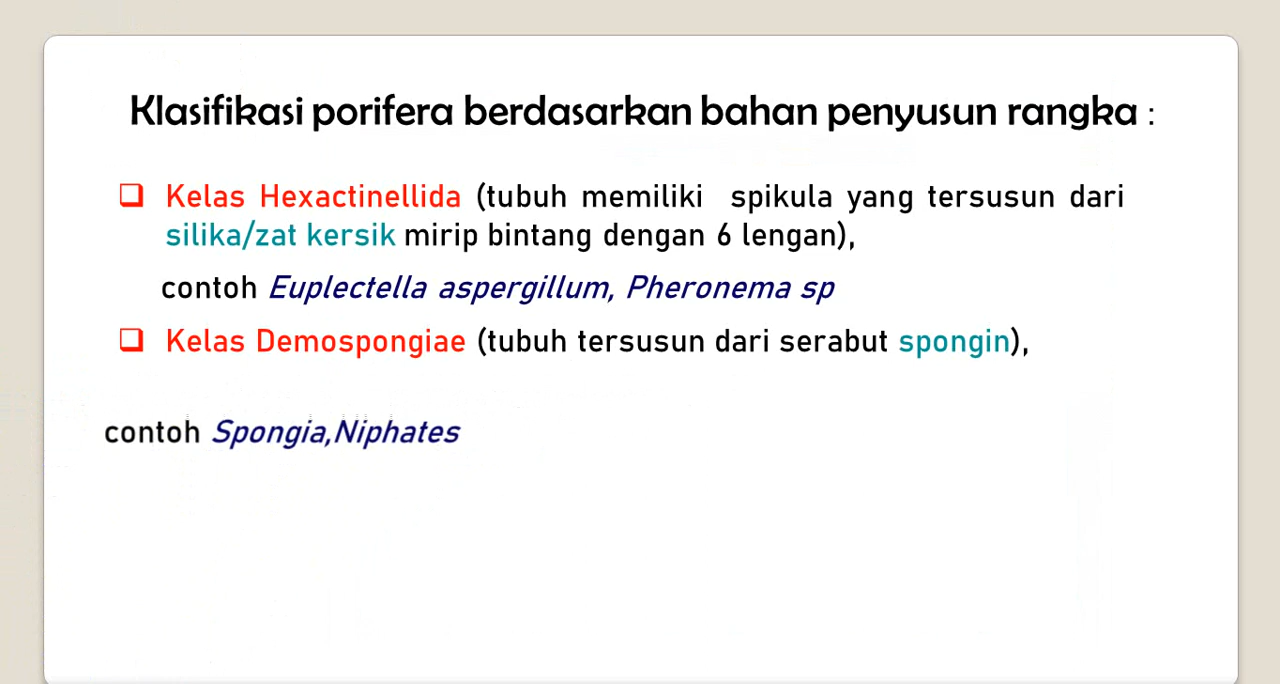 Klasifikasi porifera berdasarkan bahan penyusun rangka :
❑ Kelas Hexactinellida (tubuh memiliki spikula yang tersusun dari
silika/zat kersik mirip bintang dengan 6 lengan),
contoh Euplectella aspergillum, Pheronema sp
❑ Kelas Demospongiae (tubuh tersusun dari serabut spongin),
contoh Spongia,Niphates